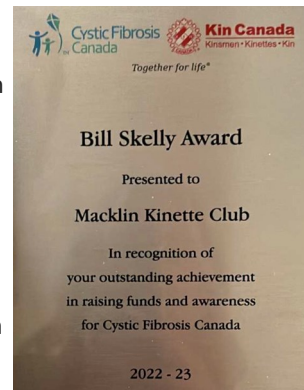 Cystic Fibrosis
Canada
Kin Canada
Kinsmen • Kinettes • Kin
Together for life*
Bill Skelly Award
Presented to
Macklin Kinette Club
In recognition of
your outstanding achievement
in raising funds and awareness
for Cystic Fibrosis Canada
2022 - 23